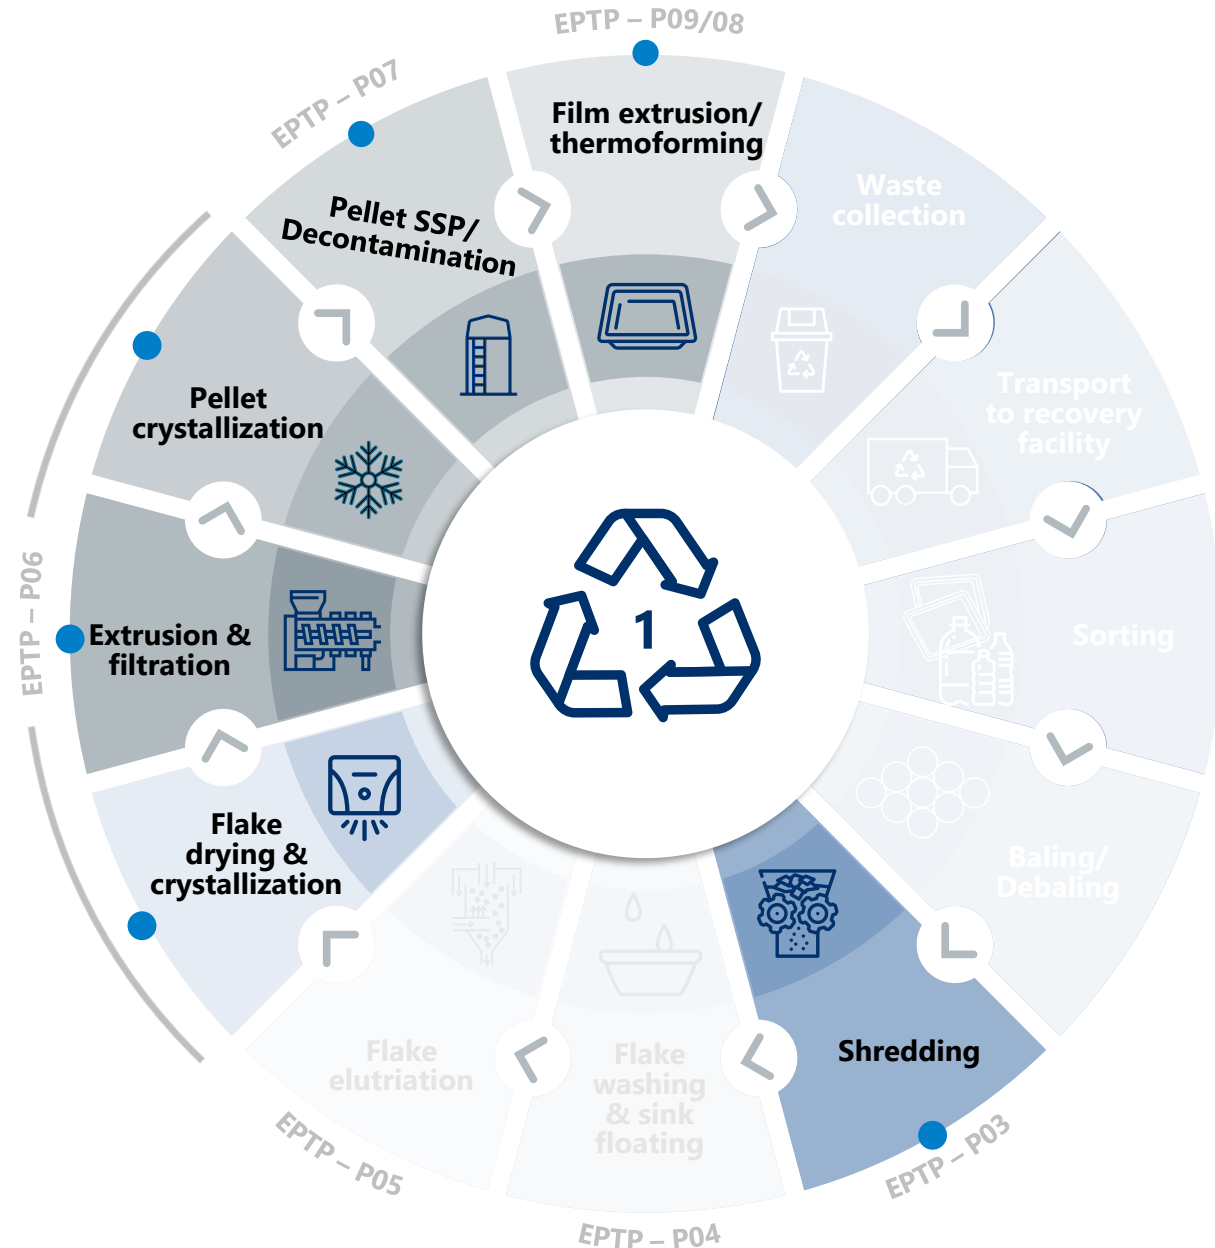 EPTP – P09/08
Film extrusion/
thermoforming
Waste
collection
Transport
to recovery
facility
Sorting
Baling/
Debaling
Shredding
EPTP – P03
Flake
washing
& sink
floating
EPTP – P04
Flake
elutriation
EPTP – P05
Flake
drying &
crystallization
Extrusion &
filtration
EPTP – P06
Pellet
crystallization
Pellet SSP/
Decontamination
EPTP – P07
1